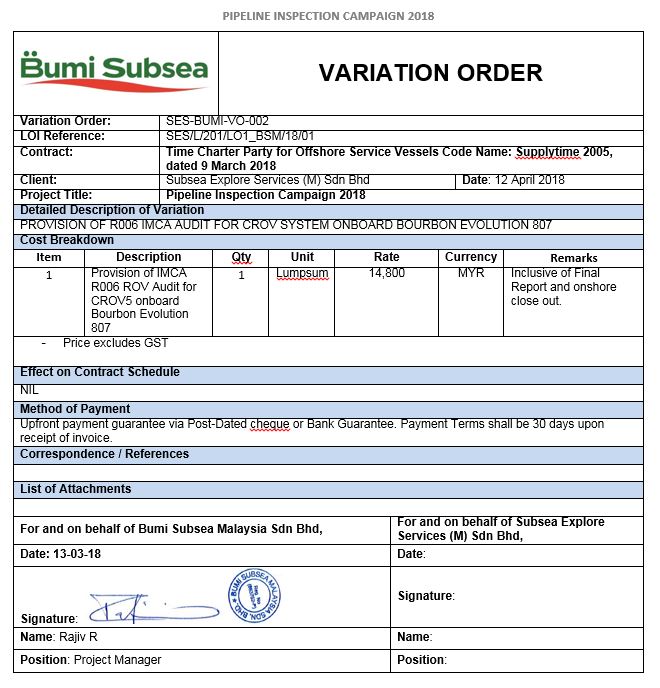 PIPELINE INSPECTION CAMPAIGN 2018
Bumi Subsea
VARIATION ORDER
Variation Order: SES-BUMI-VO-002
LOI Reference: SES/L/201/LO1_BSM/18/01
Contract: Time Charter Party for Offshore Service Vessels Code Name: Supplytime 2005,
dated 9 March 2018
Client: Subsea Explore Services (M) Sdn Bhd Date: 12 April 2018
Project Title: Pipeline Inspection Campaign 2018
Detailed Description of Variation
PROVISION OF R006 IMCA AUDIT FOR CROV SYSTEM ONBOARD BOURBON EVOLUTION 807
Cost Breakdown
Item Description Qty Unit Rate Currency Remarks
1 Provision of IMCA 1 Lumpsum 14,800 MYR Inclusive of Final
R006 ROV Audit for Report and onshore
CROV5 onboard close out.
Bourbon Evolution
807
- Price excludes GST
Effect on Contract Schedule
NIL
Method of Payment
Upfront payment guarantee via Post-Dated cheque or Bank Guarantee. Payment Terms shall be 30 days upon
receipt of invoice.
Correspondence / References
List of Attachments
For and on behalf of Bumi Subsea Malaysia Sdn Bhd,
For and on behalf of Subsea Explore
Services (M) Sdn Bhd,
Date: 13-03-18 Date:
BUMI SUBSEA MALAYSIA SDN. BHD.
Signature: Signature:
Name: Rajiv R Name:
Position: Project Manager Position: